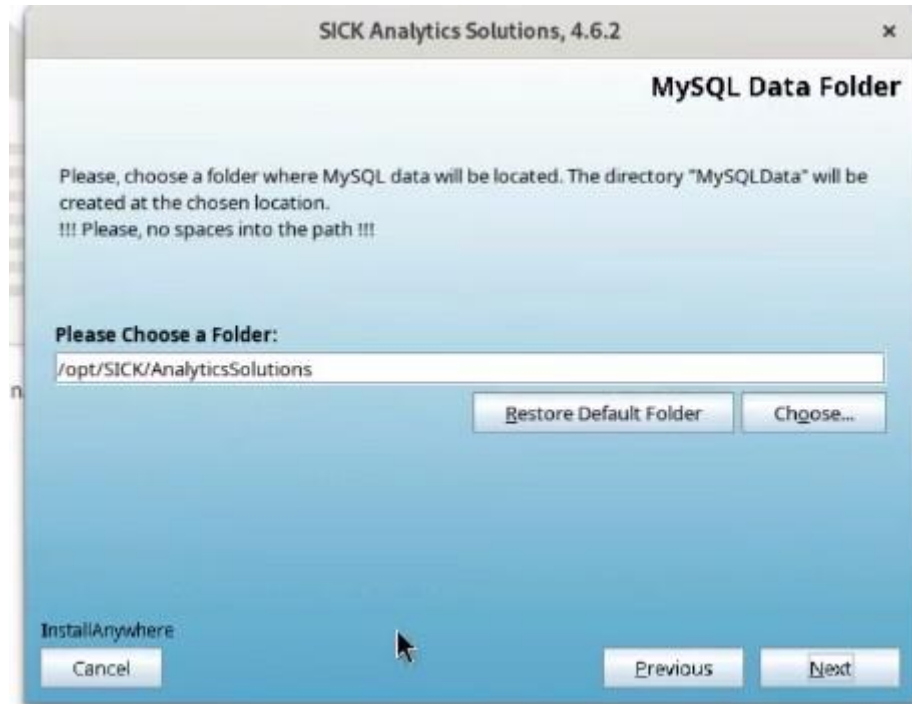 SICK Analytics Solutions, 4.6.2
×
MySQL Data Folder
Please, choose a folder where MySQL data will be located. The directory "MySQLData" will be
created at the chosen location.
!!! Please, no spaces into the path !!!
Please Choose a Folder:
/opt/SICK/AnalyticsSolutions
n
Restore Default Folder
Choose...
InstallAnywhere
Cancel
Previous
Next